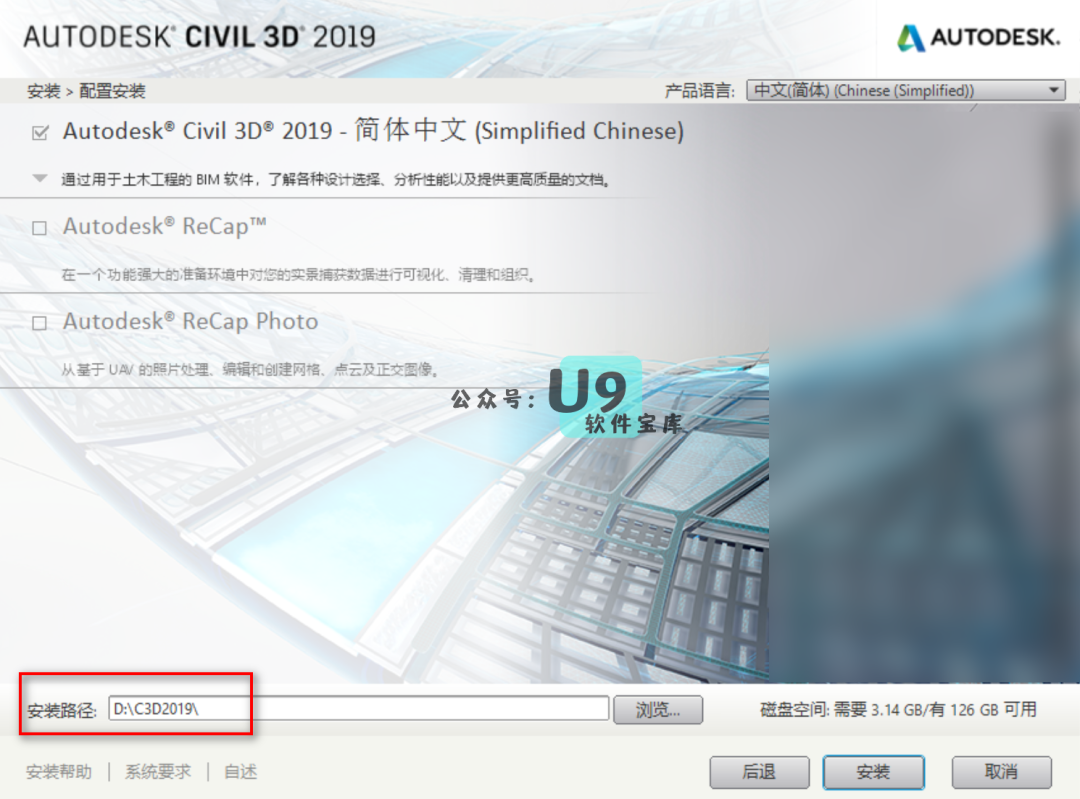 AUTODESK® CIVIL 3D® 2019
AUTODESK.
安装 > 配置安装
产品语言: 中文(简体) (Chinese (Simplified))
Autodesk® Civil 3D® 2019 - 简体中文 (Simplified Chinese)
通过用于土木工程的 BIM 软件，了解各种设计选择、分析性能以及提供更高质量的文档。
Autodesk® ReCap™
在一个功能强大的准备环境中对您的实景捕获数据进行可视化、清理和组织。
Autodesk® ReCap Photo
从基于 UAV 的照片处理、编辑和创建网格、点云及正交图像。
公众号: U9
软件宝库
安装路径: D:\C3D2019\ 浏览... 磁盘空间: 需要 3.14 GB/有 126 GB 可用
安装帮助 | 系统要求 | 自述 后退 安装 取消